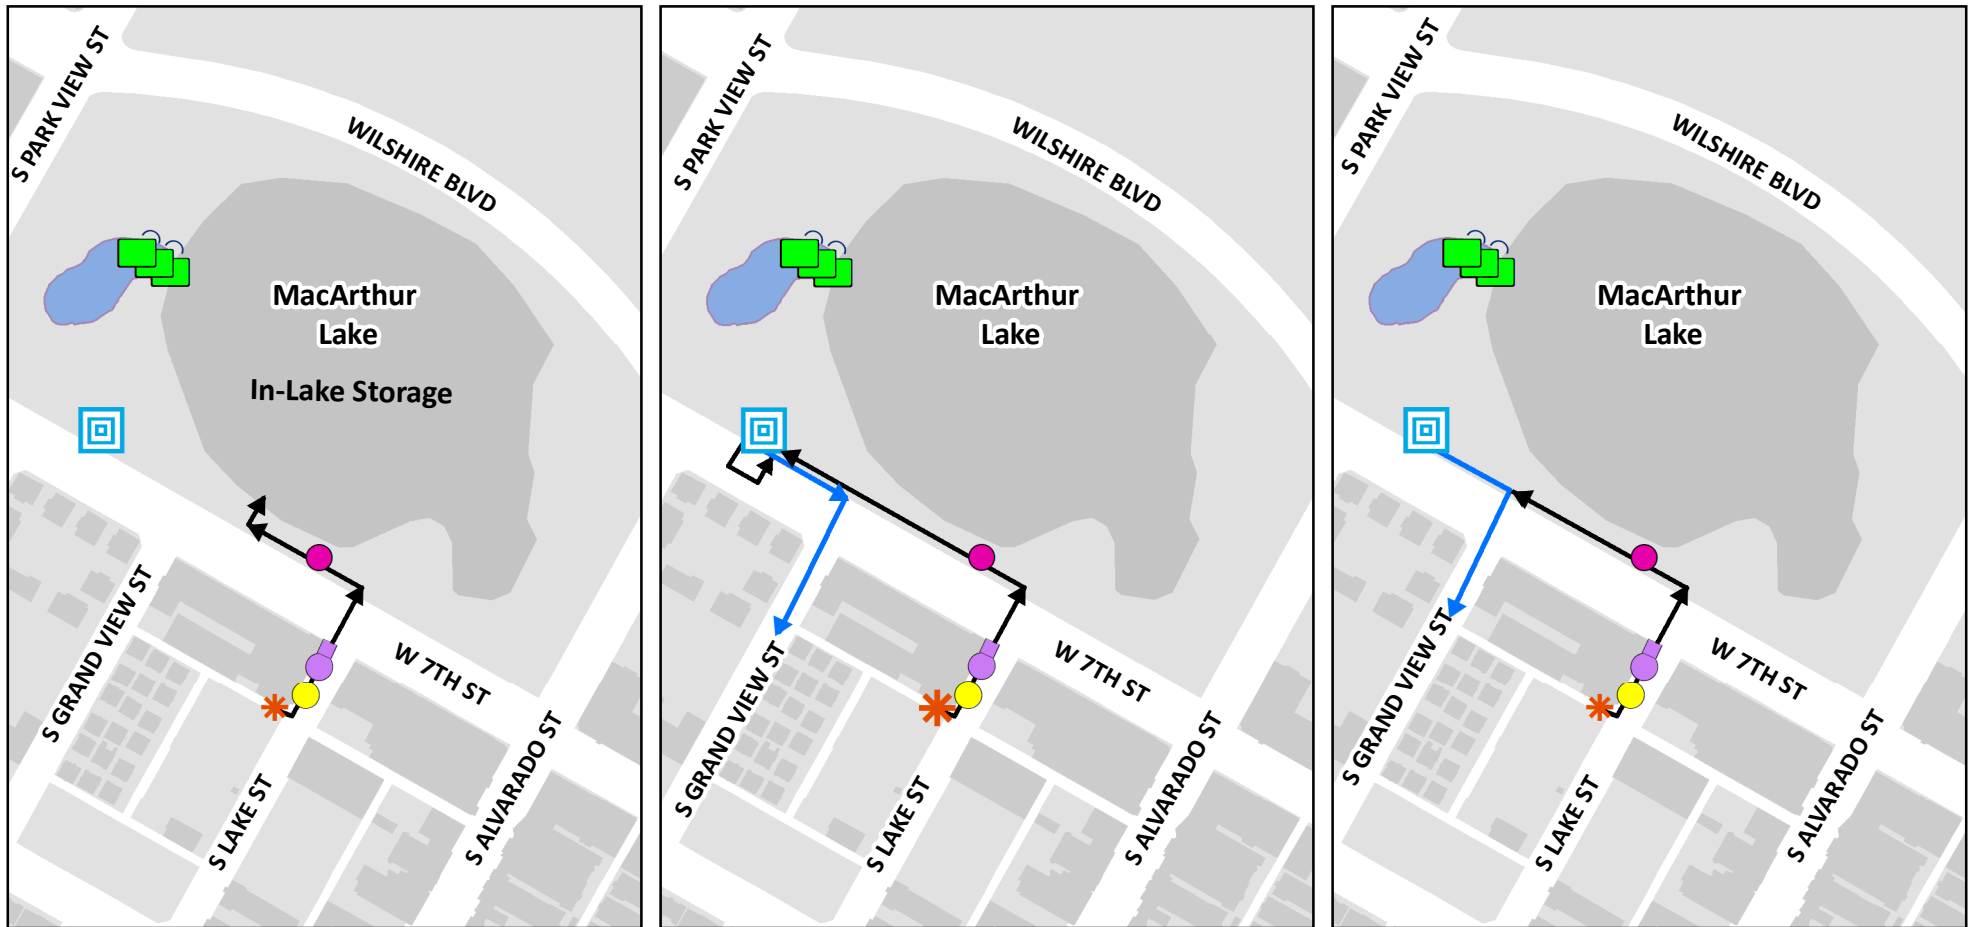 S PARK VIEW ST
WILSHIRE BLVD
MacArthur
Lake
In-Lake Storage
S GRAND VIEW ST
W 7TH ST
S LAKE ST
S ALVARADO ST
S PARK VIEW ST
WILSHIRE BLVD
MacArthur
Lake
S GRAND VIEW ST
W 7TH ST
S LAKE ST
S ALVARADO ST
S PARK VIEW ST
WILSHIRE BLVD
MacArthur
Lake
S GRAND VIEW ST
W 7TH ST
S LAKE ST
S ALVARADO ST